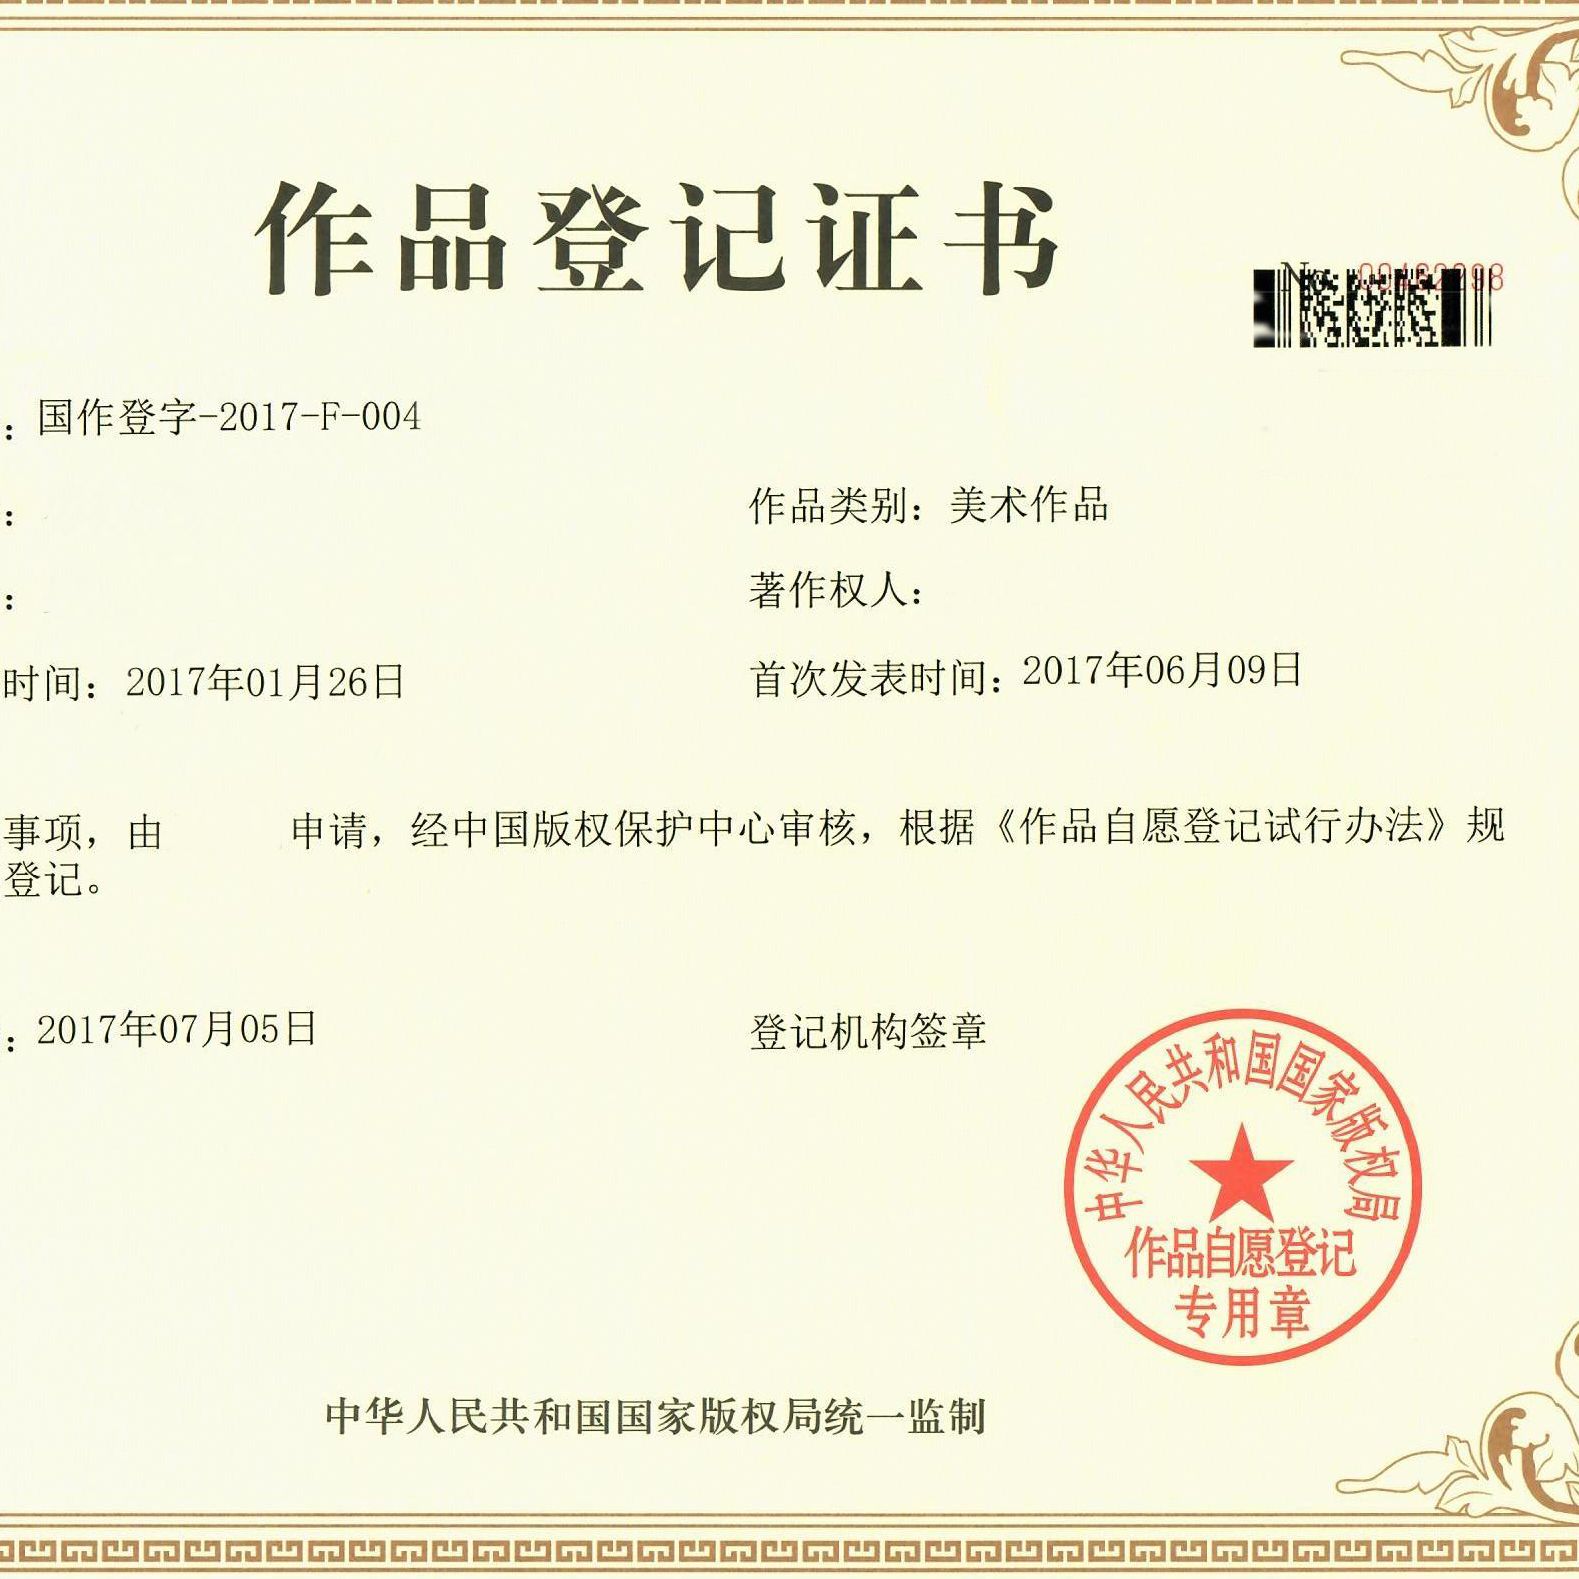 作品登记证书
No. 00462298
：国作登字-2017-F-004
：
作品类别：美术作品
：
著作权人：
时间：2017年01月26日
首次发表时间：2017年06月09日
事项，由 申请，经中国版权保护中心审核，根据《作品自愿登记试行办法》规
登记。
：2017年07月05日
登记机构签章
中华人民共和国国家版权局
作品自愿登记
专用章
中华人民共和国国家版权局统一监制